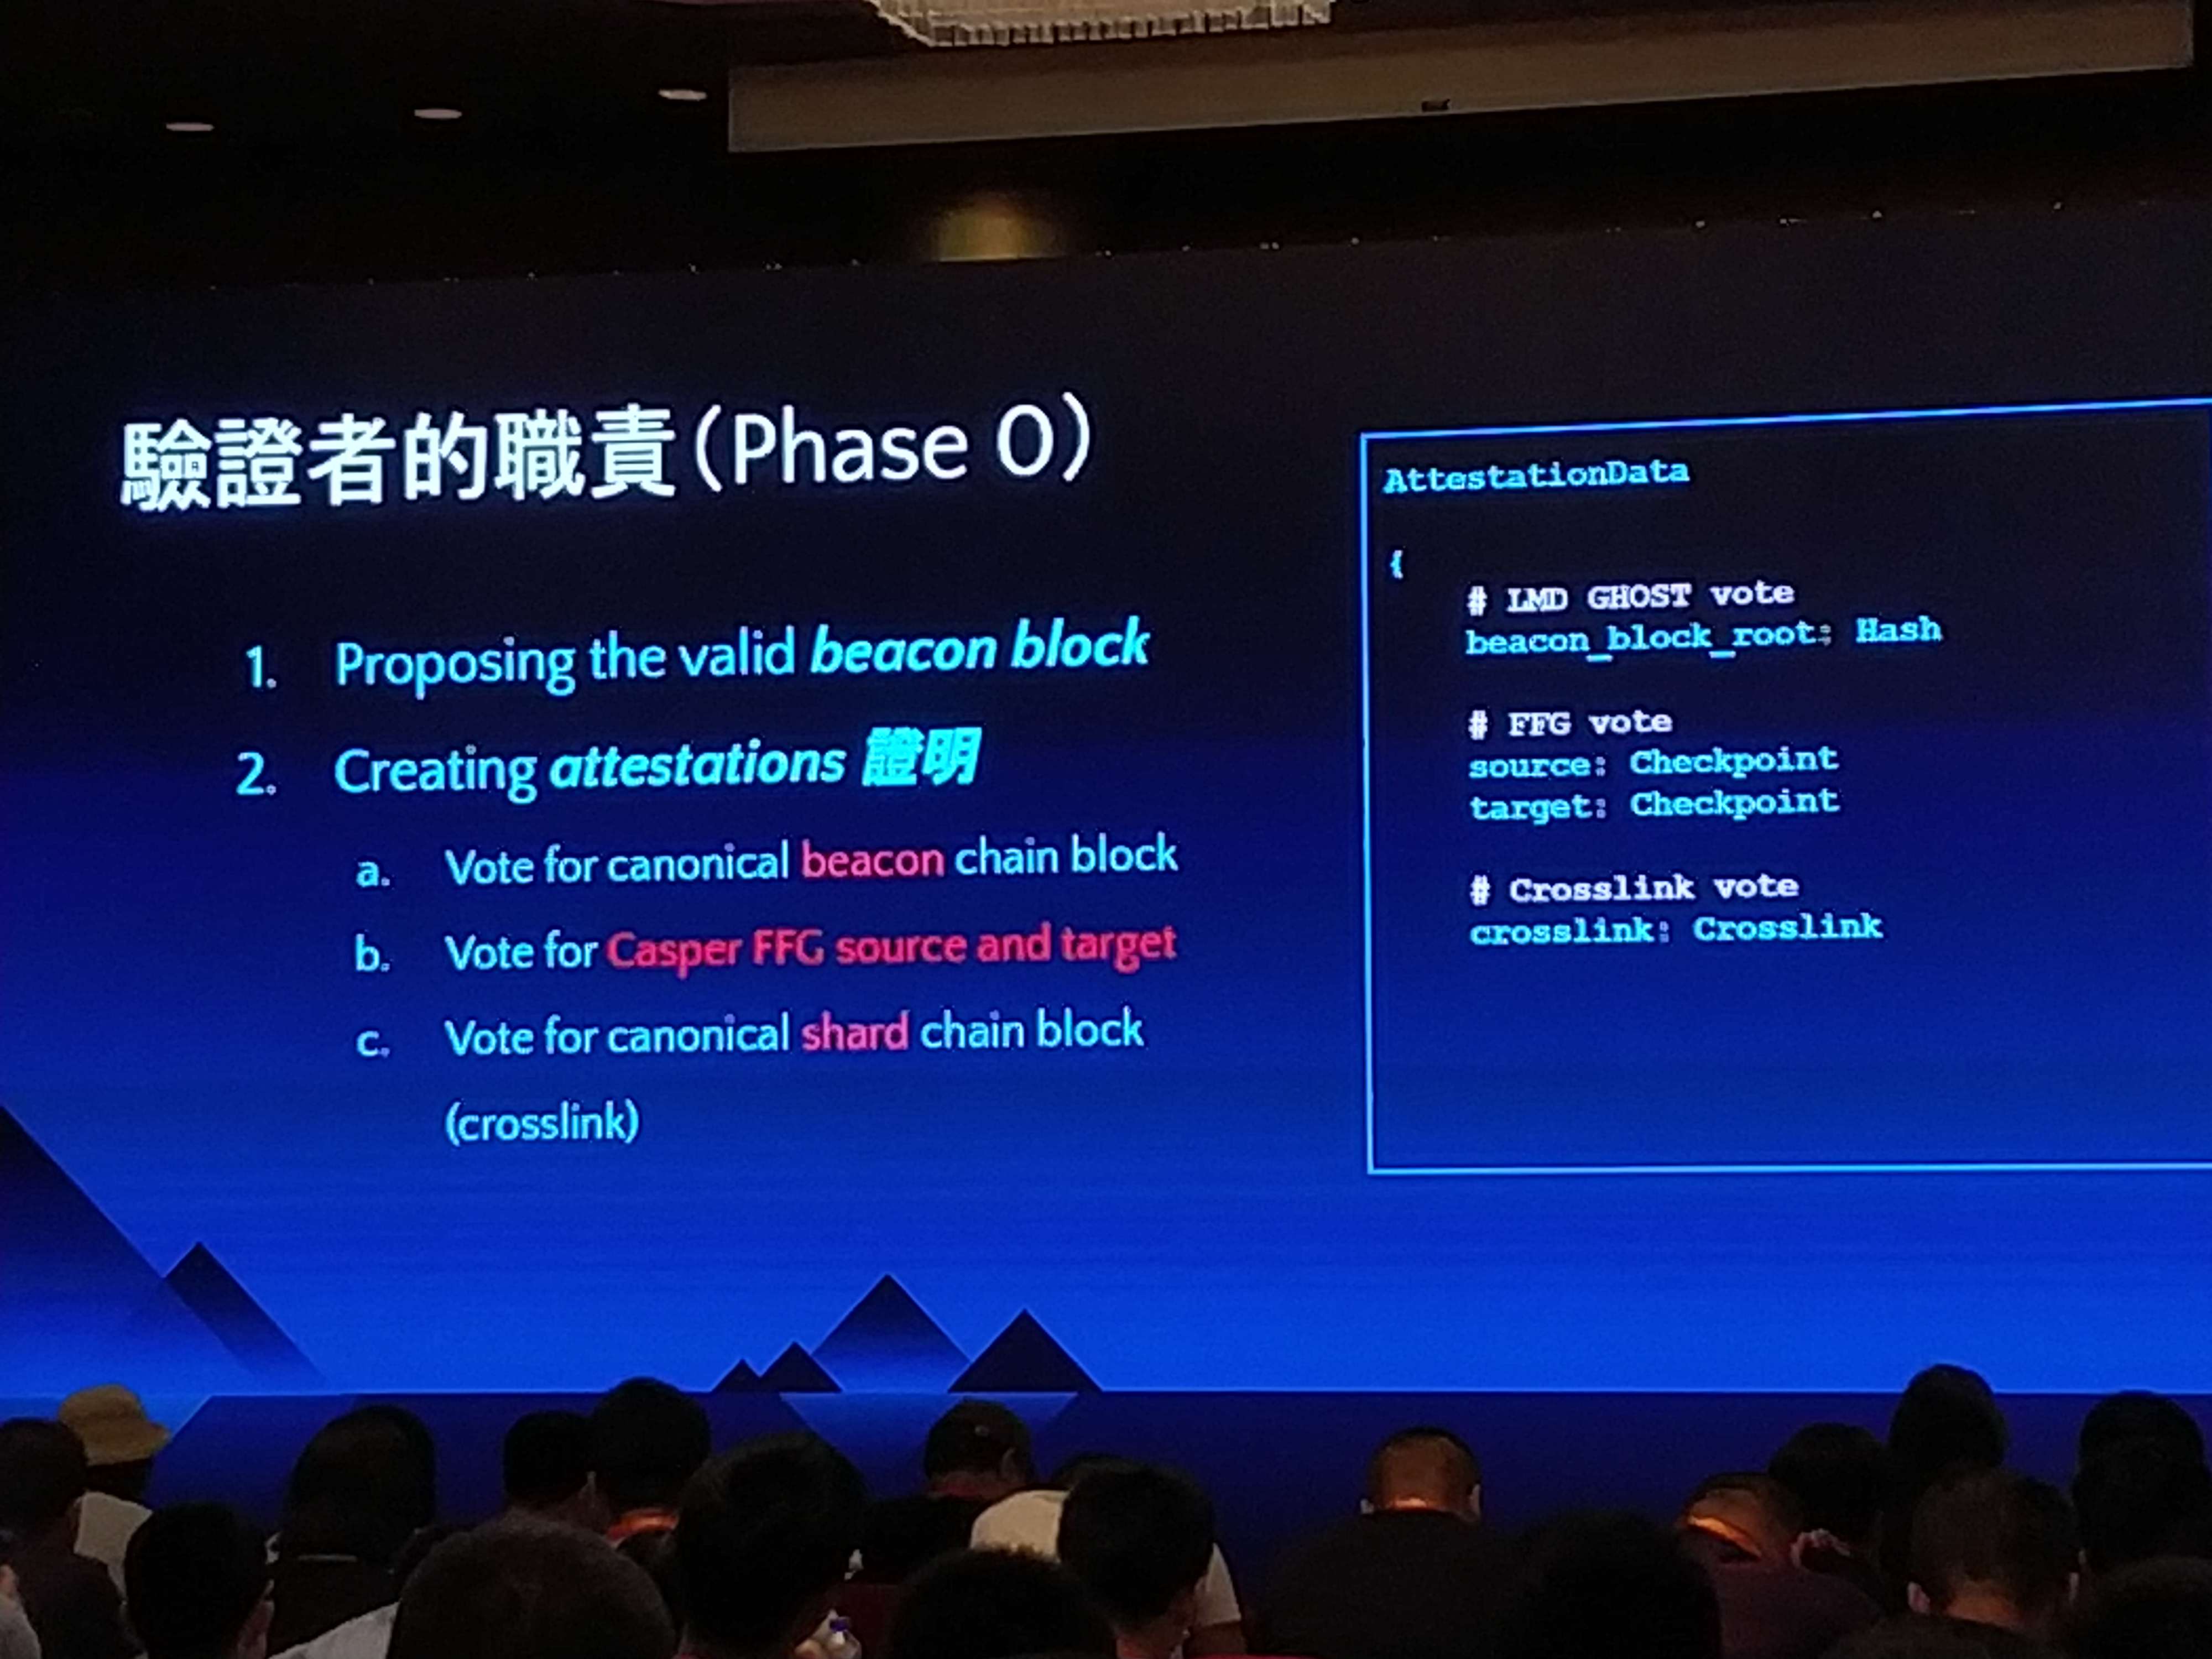 驗證者的職責（Phase 0）
1. Proposing the valid beacon block
2. Creating attestations 證明
a. Vote for canonical beacon chain block
b. Vote for Casper FFG source and target
c. Vote for canonical shard chain block
(crosslink)
AttestationData
{
# LMD GHOST vote
beacon_block_root: Hash
# FFG vote
source: Checkpoint
target: Checkpoint
# Crosslink vote
crosslink: Crosslink